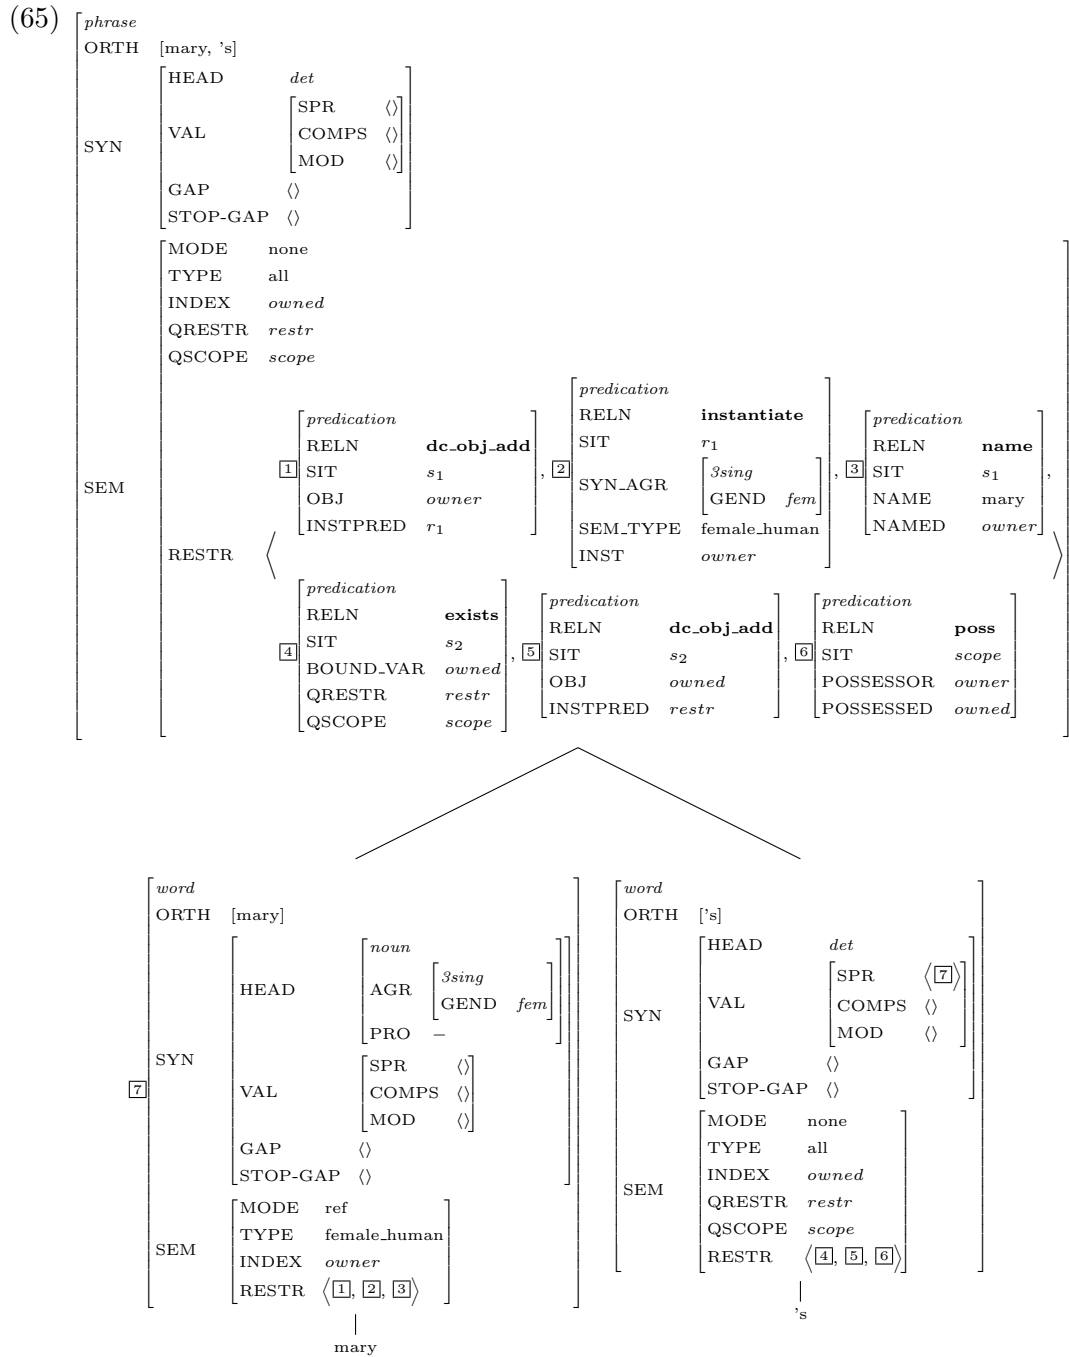 (65)
phrase
ORTH [mary, 's]
SYN
HEAD det
VAL
SPR ⟨⟩
COMPS ⟨⟩
MOD ⟨⟩
GAP ⟨⟩
STOP-GAP ⟨⟩
SEM
MODE none
TYPE all
INDEX owned
QRESTR restr
QSCOPE scope
RESTR
1
predication
RELN dc_obj_add
SIT s1
OBJ owner
INSTPRED r1
,
2
predication
RELN instantiate
SIT r1
SYN_AGR
3sing
GEND fem
SEM_TYPE female_human
INST owner
,
3
predication
RELN name
SIT s1
NAME mary
NAMED owner
,
4
predication
RELN exists
SIT s2
BOUND_VAR owned
QRESTR restr
QSCOPE scope
,
5
predication
RELN dc_obj_add
SIT s2
OBJ owned
INSTPRED restr
,
6
predication
RELN poss
SIT scope
POSSESSOR owner
POSSESSED owned
7
word
ORTH [mary]
SYN
HEAD
noun
AGR
3sing
GEND fem
PRO −
VAL
SPR ⟨⟩
COMPS ⟨⟩
MOD ⟨⟩
GAP ⟨⟩
STOP-GAP ⟨⟩
SEM
MODE ref
TYPE female_human
INDEX owner
RESTR ⟨1, 2, 3⟩
mary
word
ORTH ['s]
SYN
HEAD det
VAL
SPR ⟨7⟩
COMPS ⟨⟩
MOD ⟨⟩
GAP ⟨⟩
STOP-GAP ⟨⟩
SEM
MODE none
TYPE all
INDEX owned
QRESTR restr
QSCOPE scope
RESTR ⟨4, 5, 6⟩
's